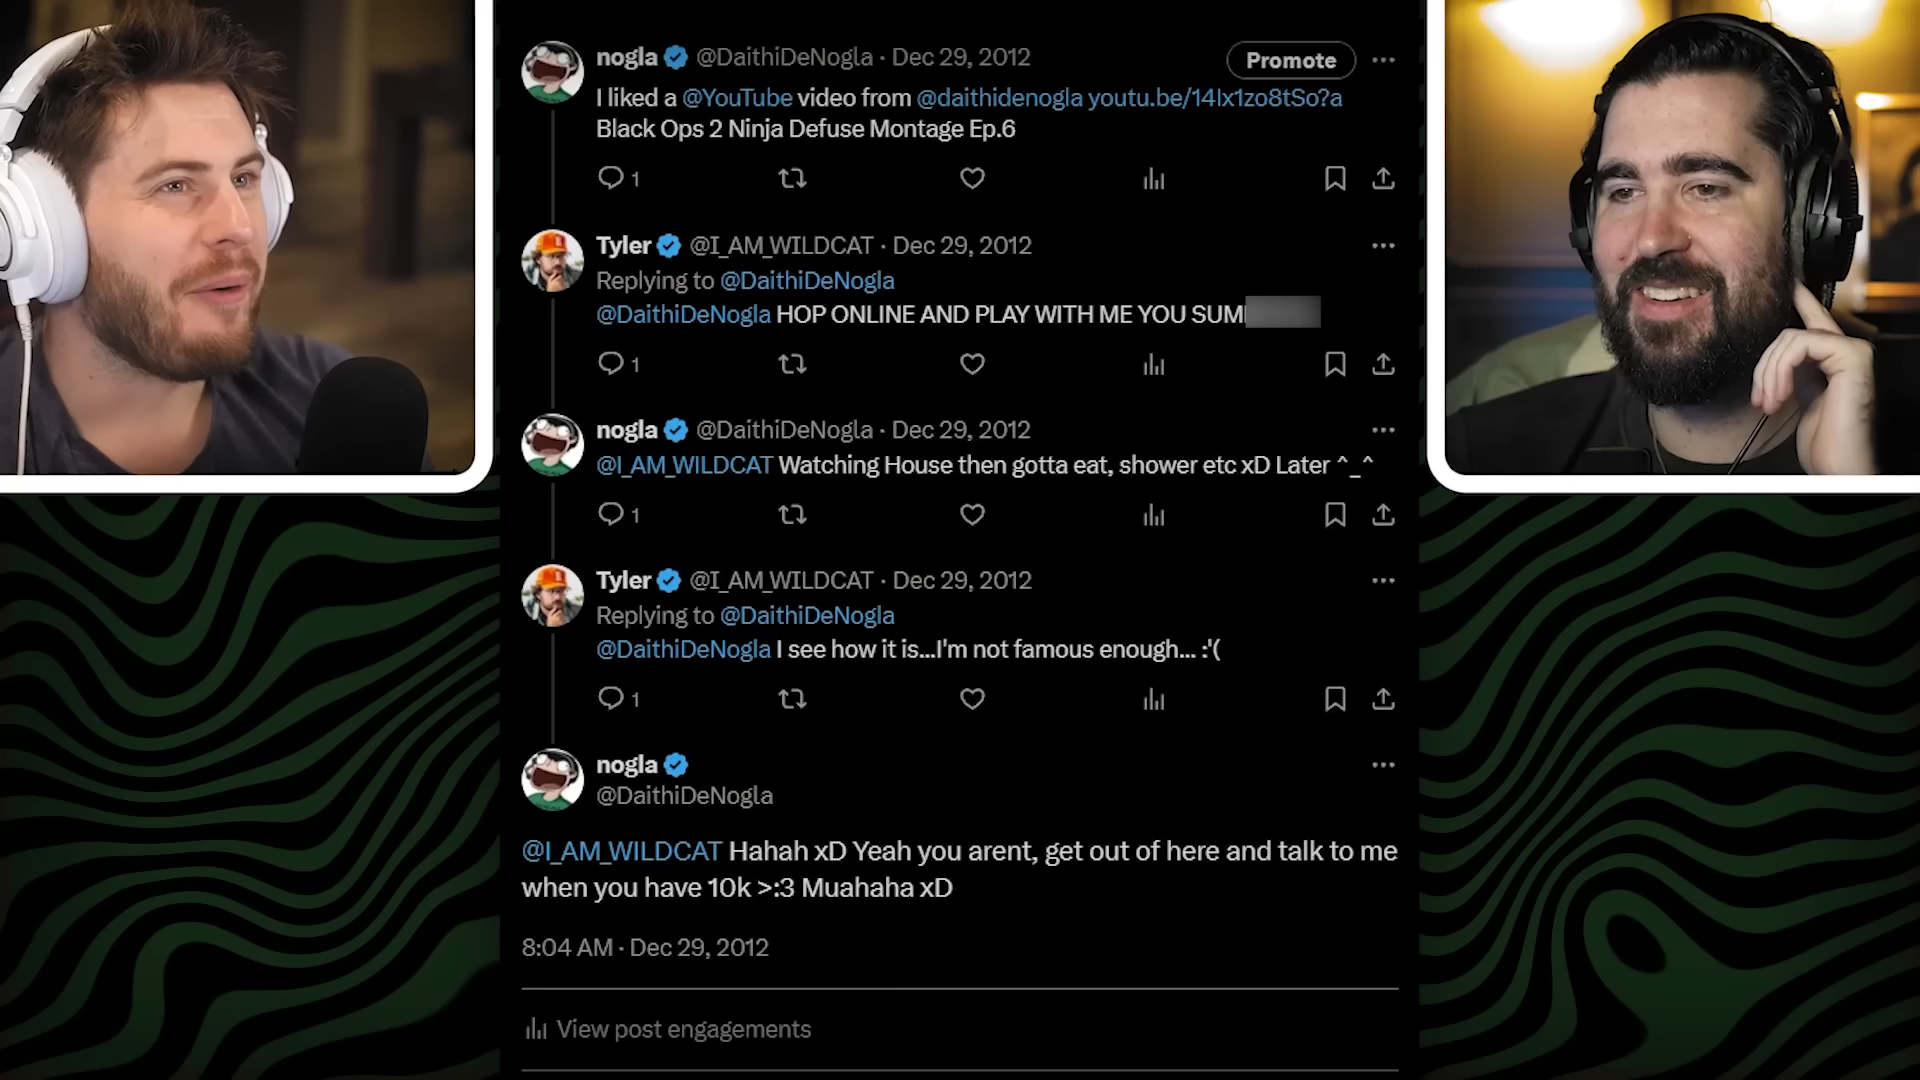 nogla @DaithiDeNogla · Dec 29, 2012
Promote
I liked a @YouTube video from @daithidenogla youtu.be/14lx1zo8tSo?a
Black Ops 2 Ninja Defuse Montage Ep.6
1
Tyler @I_AM_WILDCAT · Dec 29, 2012
Replying to @DaithiDeNogla
@DaithiDeNogla HOP ONLINE AND PLAY WITH ME YOU SUM
1
nogla @DaithiDeNogla · Dec 29, 2012
@I_AM_WILDCAT Watching House then gotta eat, shower etc xD Later ^_^
1
Tyler @I_AM_WILDCAT · Dec 29, 2012
Replying to @DaithiDeNogla
@DaithiDeNogla I see how it is...I'm not famous enough... :'(
1
nogla
@DaithiDeNogla
@I_AM_WILDCAT Hahah xD Yeah you arent, get out of here and talk to me
when you have 10k >:3 Muahaha xD
8:04 AM · Dec 29, 2012
View post engagements